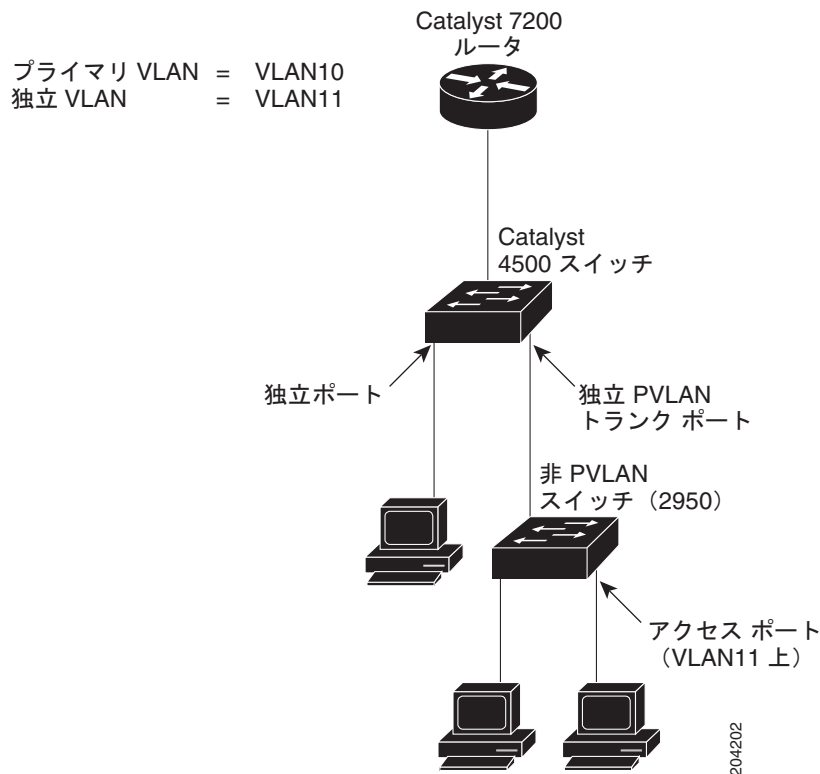 Catalyst 7200
ルータ
プライマリ VLAN = VLAN10
独立 VLAN = VLAN11
Catalyst
4500 スイッチ
独立ポート
独立 PVLAN
トランク ポート
非 PVLAN
スイッチ（2950）
アクセス ポート
（VLAN11 上）
204202